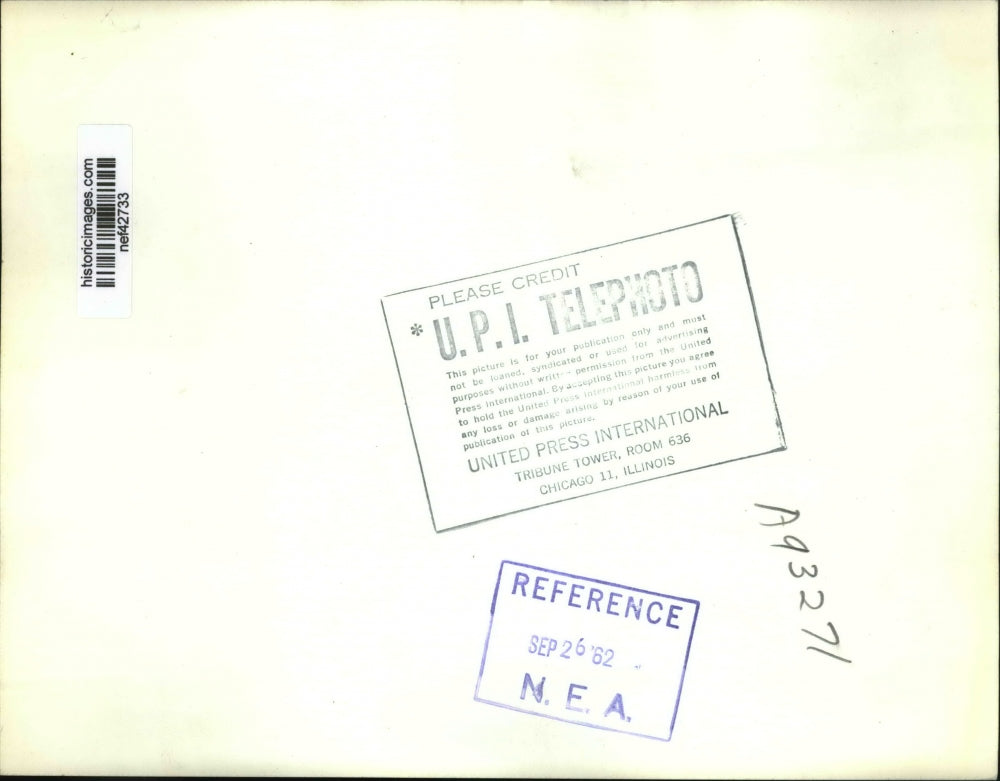 historicimages.com
nef42733
PLEASE CREDIT
* U. P. I. TELEPHOTO
This picture is for your publication only and must
not be loaned, syndicated or used for advertising
purposes without permission from the United
Press International. By accepting this picture you agree
to hold the United Press International harmless from
any loss or damage arising by reason of your use of
publication of this picture.
UNITED PRESS INTERNATIONAL
TRIBUNE TOWER, ROOM 636
CHICAGO 11, ILLINOIS
A93271
REFERENCE
SEP 26 '62
N. E. A.